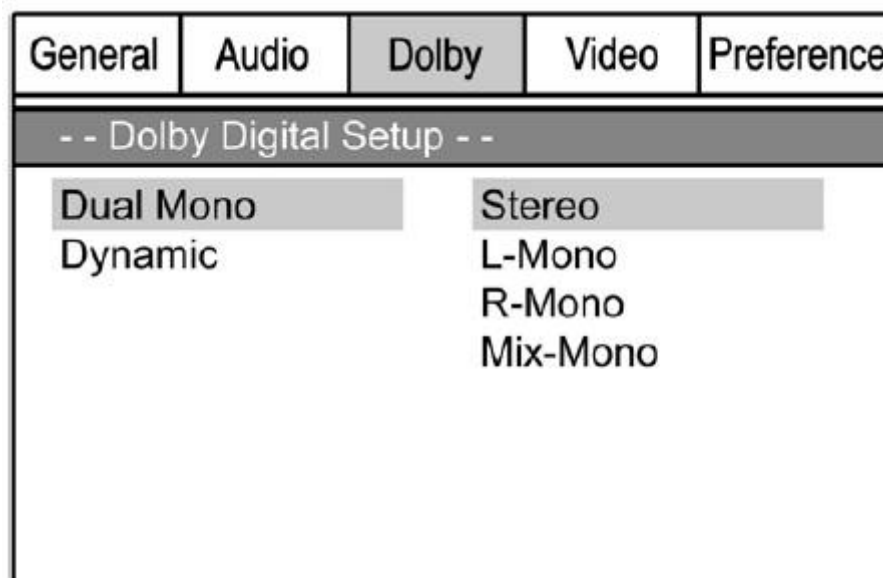 General Audio Dolby Video Preference
- - Dolby Digital Setup - -
Dual Mono Stereo
Dynamic L-Mono
R-Mono
Mix-Mono